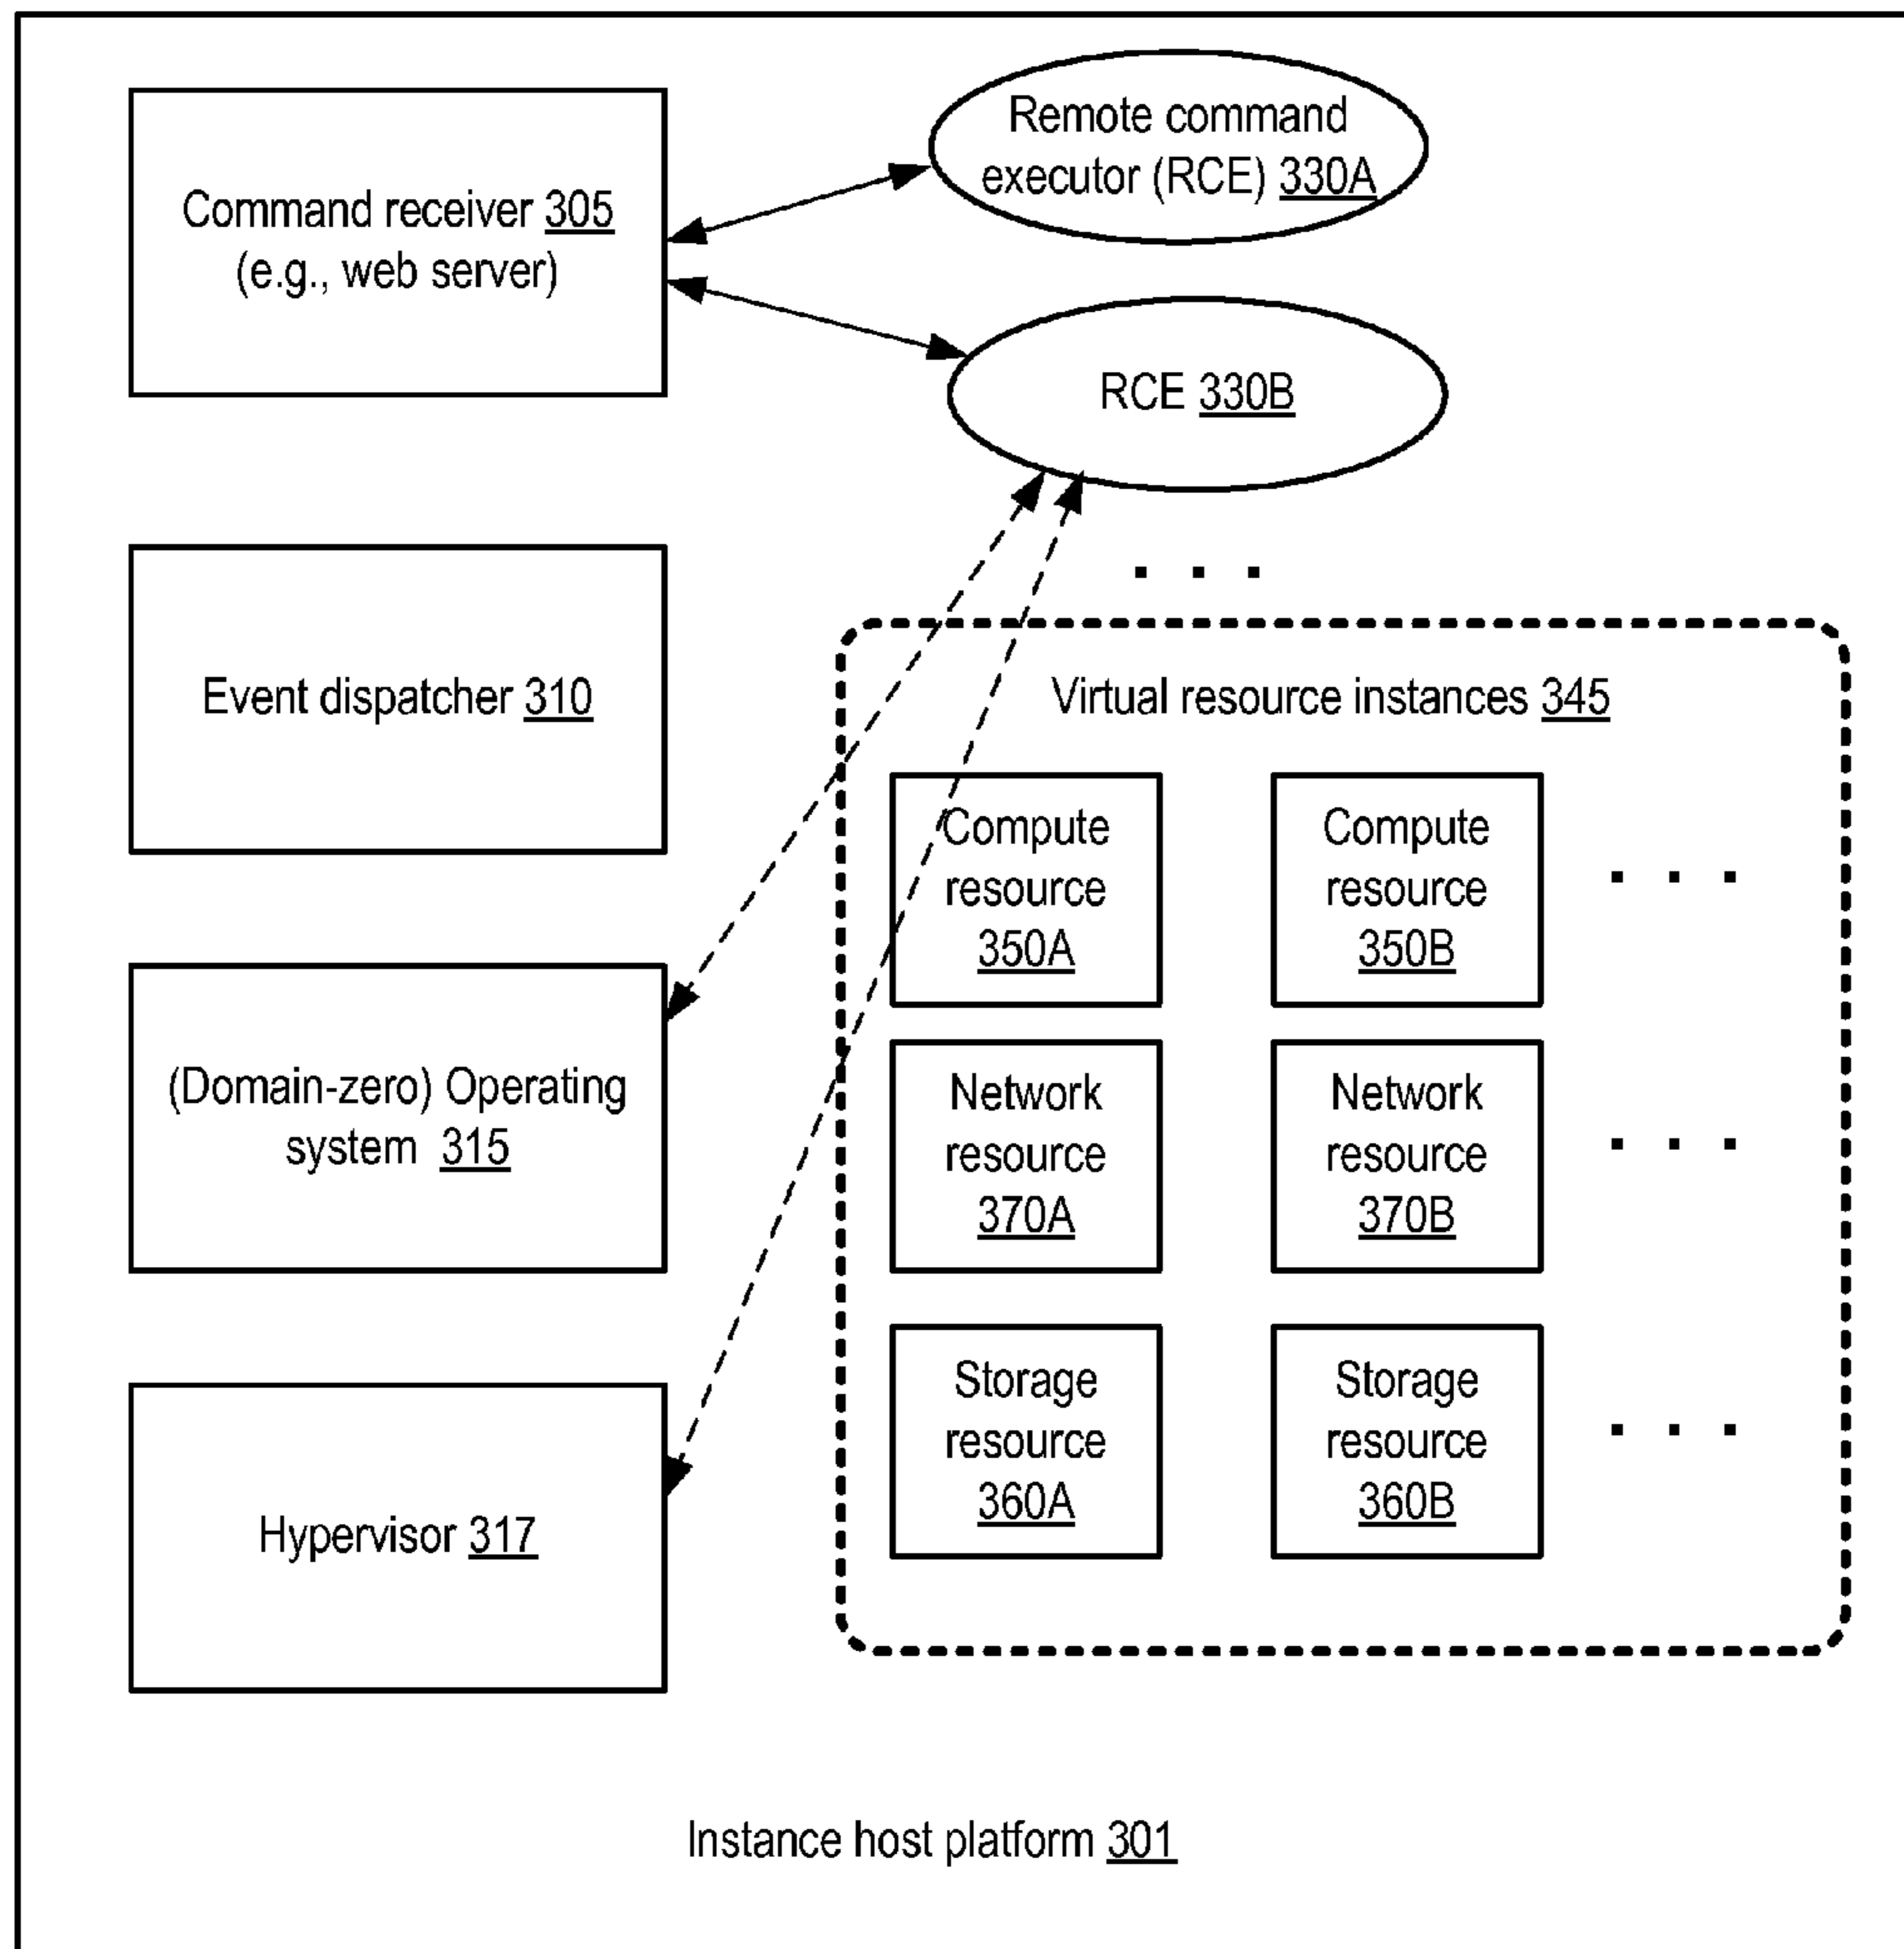 Remote command
executor (RCE) 330A
Command receiver 305
(e.g., web server)
RCE 330B
. . .
Event dispatcher 310
Virtual resource instances 345
Compute
resource
350A
Compute
resource
350B
. . .
(Domain-zero) Operating
system 315
Network
resource
370A
Network
resource
370B
. . .
Hypervisor 317
Storage
resource
360A
Storage
resource
360B
. . .
Instance host platform 301